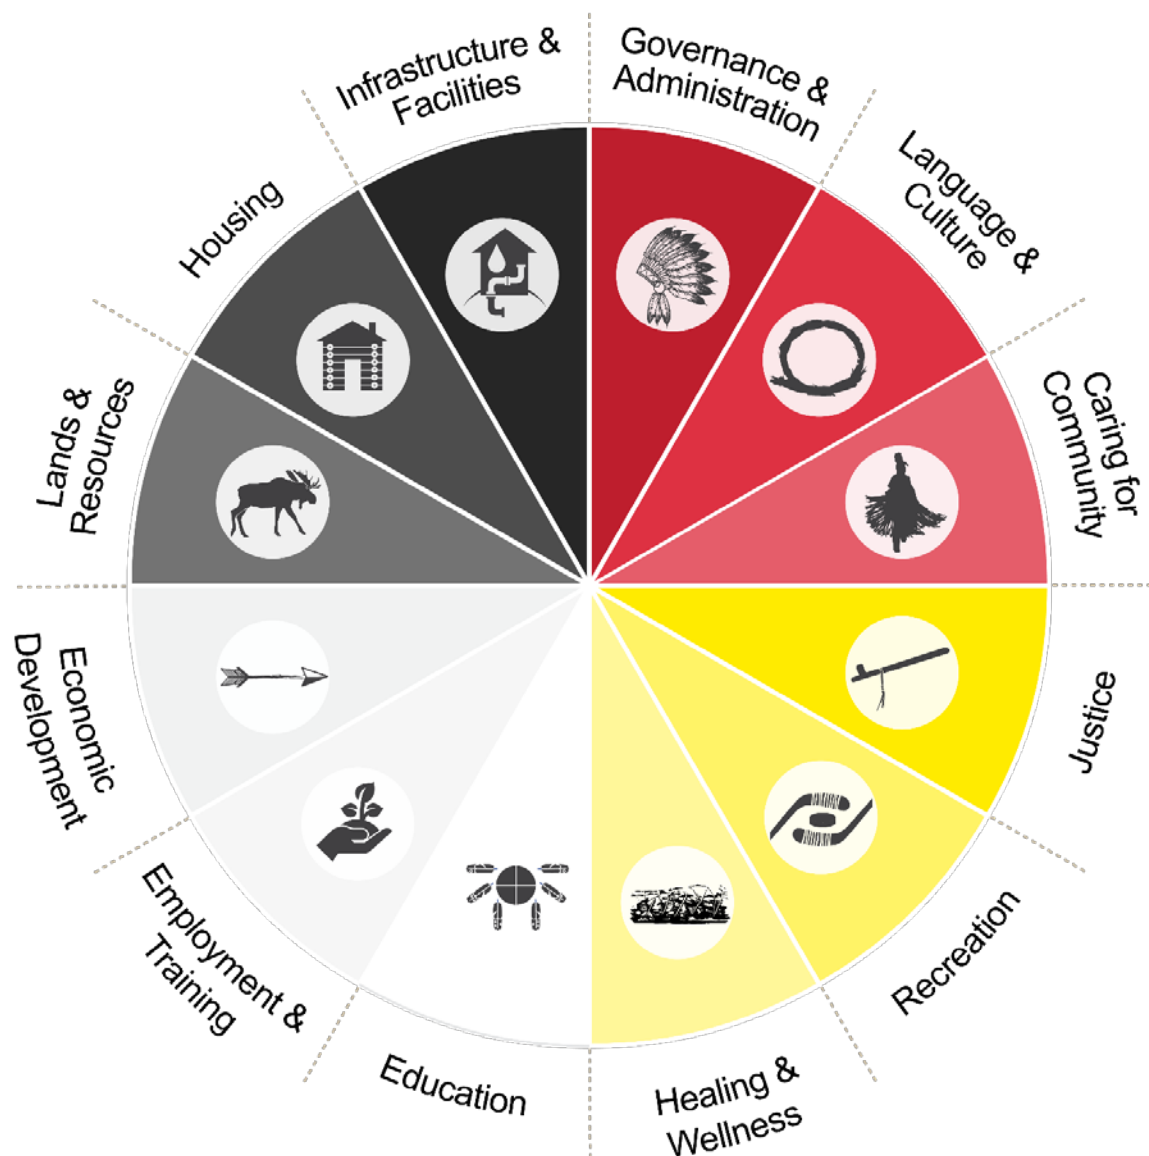 Infrastructure &
Facilities
Governance &
Administration
Language &
Culture
Caring for
Community
Justice
Recreation
Healing &
Wellness
Education
Employment &
Training
Economic
Development
Lands &
Resources
Housing